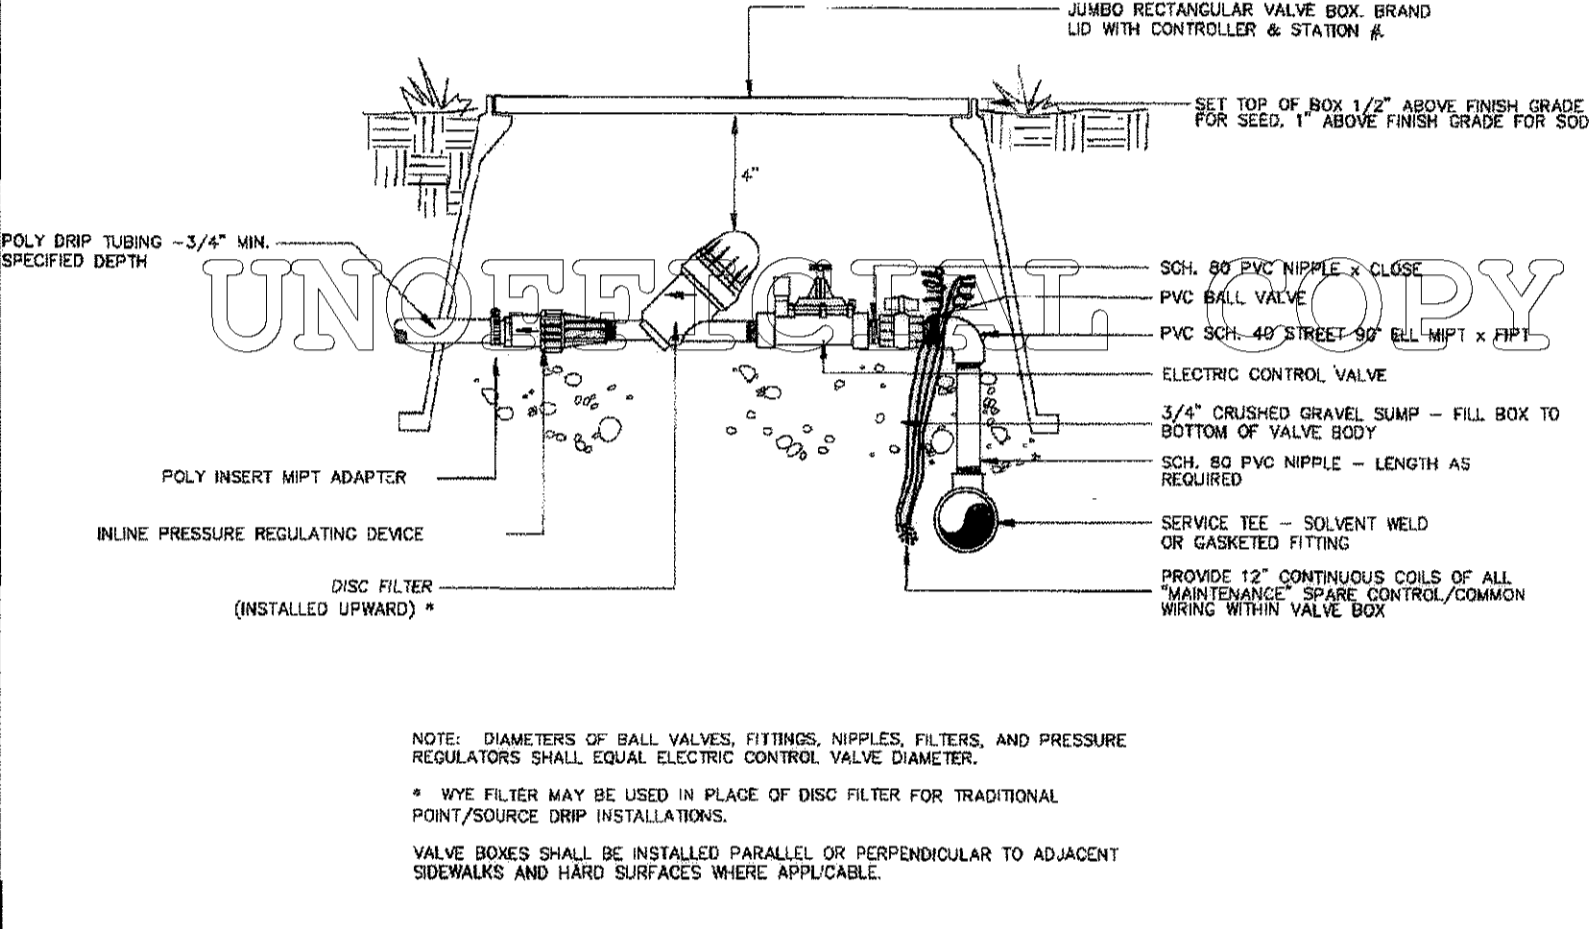 JUMBO RECTANGULAR VALVE BOX. BRAND
LID WITH CONTROLLER & STATION #.
SET TOP OF BOX 1/2" ABOVE FINISH GRADE
FOR SEED, 1" ABOVE FINISH GRADE FOR SOD
4"
POLY DRIP TUBING -3/4" MIN.
SPECIFIED DEPTH
UNOFFICIAL COPY
SCH. 80 PVC NIPPLE x CLOSE
PVC BALL VALVE
PVC SCH. 40 STREET 90° ELL MIPT x FIPT
ELECTRIC CONTROL VALVE
3/4" CRUSHED GRAVEL SUMP - FILL BOX TO
BOTTOM OF VALVE BODY
SCH. 80 PVC NIPPLE - LENGTH AS
REQUIRED
SERVICE TEE - SOLVENT WELD
OR GASKETED FITTING
PROVIDE 12" CONTINUOUS COILS OF ALL
"MAINTENANCE" SPARE CONTROL/COMMON
WIRING WITHIN VALVE BOX
POLY INSERT MIPT ADAPTER
INLINE PRESSURE REGULATING DEVICE
DISC FILTER
(INSTALLED UPWARD) *
NOTE: DIAMETERS OF BALL VALVES, FITTINGS, NIPPLES, FILTERS, AND PRESSURE
REGULATORS SHALL EQUAL ELECTRIC CONTROL VALVE DIAMETER.
* WYE FILTER MAY BE USED IN PLACE OF DISC FILTER FOR TRADITIONAL
POINT/SOURCE DRIP INSTALLATIONS.
VALVE BOXES SHALL BE INSTALLED PARALLEL OR PERPENDICULAR TO ADJACENT
SIDEWALKS AND HARD SURFACES WHERE APPLICABLE.